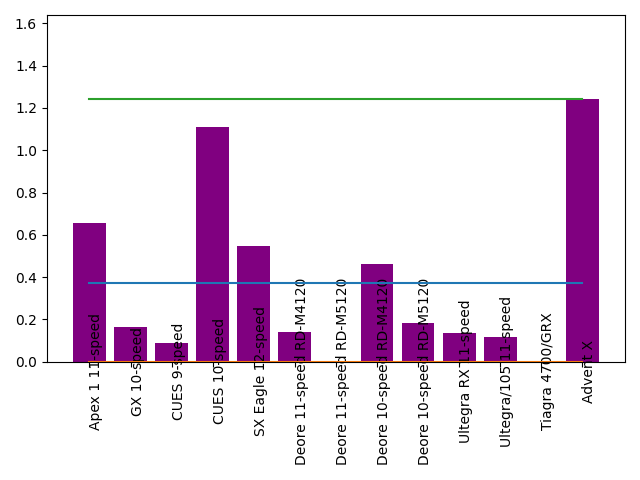 1.6
1.4
1.2
1.0
0.8
0.6
0.4
0.2
0.0
Apex 1 11-speed
GX 10-speed
CUES 9-speed
CUES 10-speed
SX Eagle 12-speed
Deore 11-speed RD-M4120
Deore 11-speed RD-M5120
Deore 10-speed RD-M4120
Deore 10-speed RD-M5120
Ultegra RX 11-speed
Ultegra/105 11-speed
Tiagra 4700/GRX
Advent X